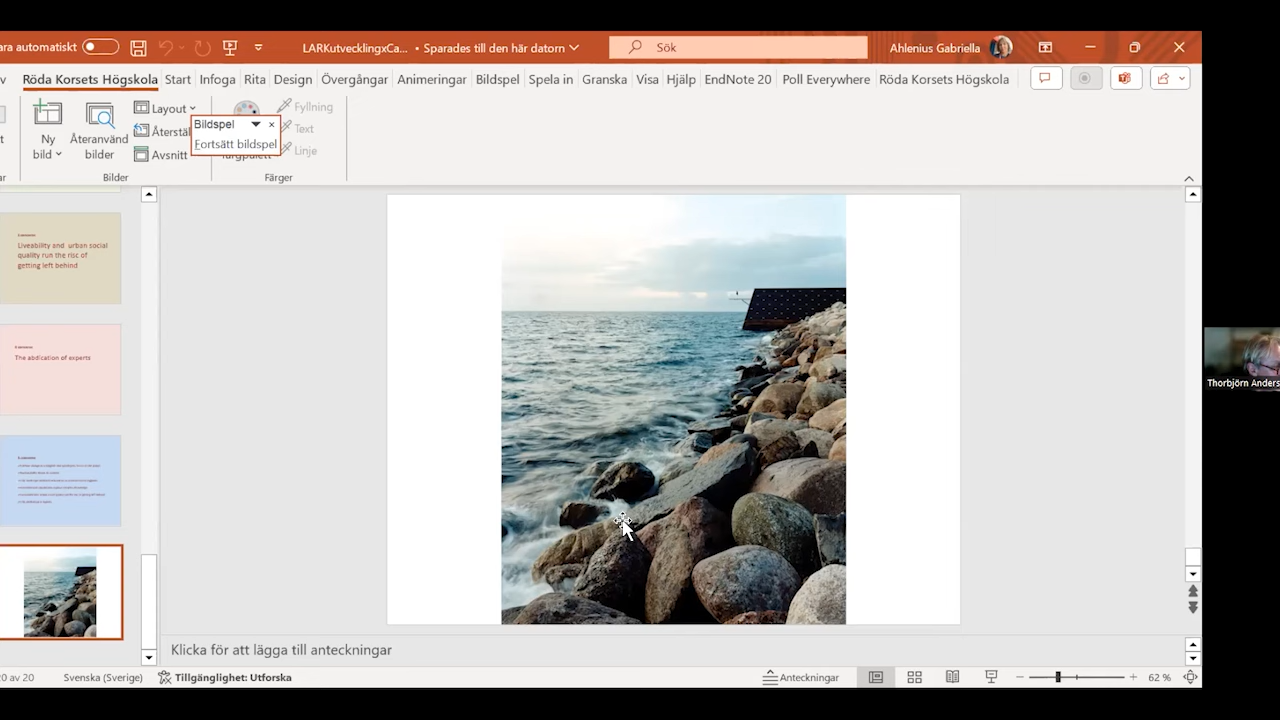 ara automatiskt
LARKutvecklingxCa... • Sparades till den här datorn
Sök
Ahlenius Gabriella
v Röda Korsets Högskola Start Infoga Rita Design Övergångar Animeringar Bildspel Spela in Granska Visa Hjälp EndNote 20 Poll Everywhere Röda Korsets Högskola
Ny
bild
Återanvänd
bilder
Layout
Återstäl
Avsnitt
Bildspel
Fortsätt bildspel
Fyllning
Text
Linje
Bilder
Färger
Liveability and urban social
quality run the risk of
getting left behind
The abdication of experts
Thorbjörn Anders
Klicka för att lägga till anteckningar
20 av 20
Svenska (Sverige)
Tillgänglighet: Utforska
Anteckningar
62 %